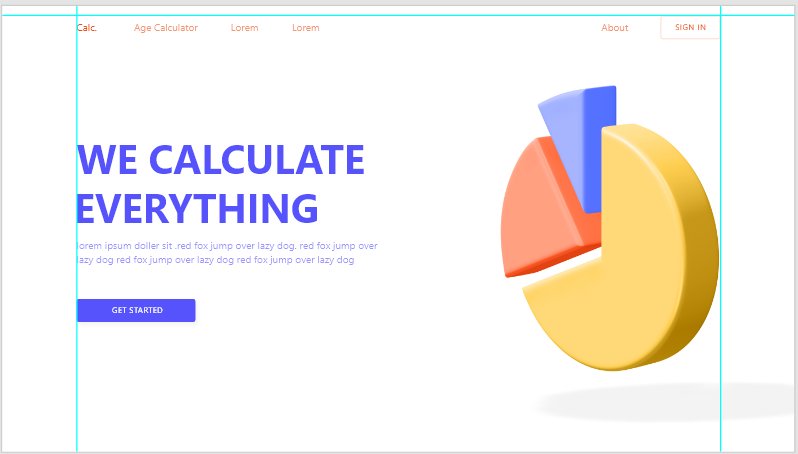 Calc. Age Calculator Lorem Lorem About SIGN IN
WE CALCULATE
EVERYTHING
lorem ipsum doller sit .red fox jump over lazy dog. red fox jump over
lazy dog red fox jump over lazy dog red fox jump over lazy dog
GET STARTED